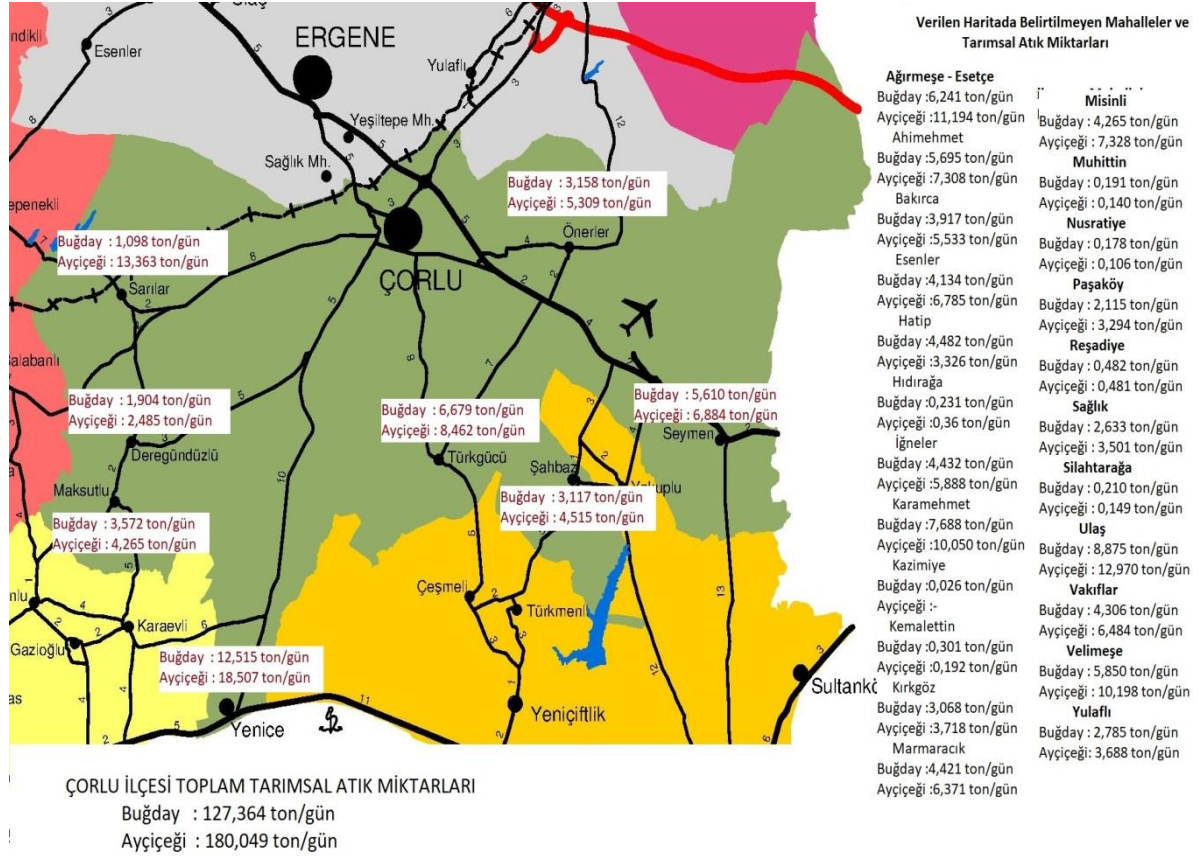 ndikli
Esenler
Ulaş
ERGENE
Yulaflı
Yeşiltepe Mh.
Sağlık Mh.
epenekli
Buğday : 3,158 ton/gün
Ayçiçeği : 5,309 ton/gün
Buğday : 1,098 ton/gün
Ayçiçeği : 13,363 ton/gün
Önerler
ÇORLU
Sarılar
alabanlı
Buğday : 1,904 ton/gün
Ayçiçeği : 2,485 ton/gün
Buğday : 6,679 ton/gün
Ayçiçeği : 8,462 ton/gün
Buğday : 5,610 ton/gün
Ayçiçeği : 6,884 ton/gün
Seymen
Deregündüzlü
Türkgücü
Şahbaz
Yakuplu
Maksutlu
Buğday : 3,117 ton/gün
Ayçiçeği : 4,515 ton/gün
Buğday : 3,572 ton/gün
Ayçiçeği : 4,265 ton/gün
Çeşmeli
Türkmenli
nlu
Karaevli
Gazioğlu
Buğday : 12,515 ton/gün
Ayçiçeği : 18,507 ton/gün
as
Sultankö
Yeniçiftlik
Yenice
ÇORLU İLÇESİ TOPLAM TARIMSAL ATIK MİKTARLARI
Buğday : 127,364 ton/gün
Ayçiçeği : 180,049 ton/gün
Verilen Haritada Belirtilmeyen Mahalleler ve
Tarımsal Atık Miktarları
Ağırmeşe - Esetçe
Buğday :6,241 ton/gün
Ayçiçeği :11,194 ton/gün
Ahimehmet
Buğday :5,695 ton/gün
Ayçiçeği :7,308 ton/gün
Bakırca
Buğday :3,917 ton/gün
Ayçiçeği :5,533 ton/gün
Esenler
Buğday :4,134 ton/gün
Ayçiçeği :6,785 ton/gün
Hatip
Buğday :4,482 ton/gün
Ayçiçeği :3,326 ton/gün
Hıdırağa
Buğday :0,231 ton/gün
Ayçiçeği :0,36 ton/gün
İğneler
Buğday :4,432 ton/gün
Ayçiçeği :5,888 ton/gün
Karamehmet
Buğday :7,688 ton/gün
Ayçiçeği :10,050 ton/gün
Kazimiye
Buğday :0,026 ton/gün
Ayçiçeği :-
Kemalettin
Buğday :0,301 ton/gün
Ayçiçeği :0,192 ton/gün
Kırkgöz
Buğday :3,068 ton/gün
Ayçiçeği :3,718 ton/gün
Marmaracık
Buğday :4,421 ton/gün
Ayçiçeği :6,371 ton/gün
Misinli
Buğday : 4,265 ton/gün
Ayçiçeği : 7,328 ton/gün
Muhittin
Buğday : 0,191 ton/gün
Ayçiçeği : 0,140 ton/gün
Nusratiye
Buğday : 0,178 ton/gün
Ayçiçeği : 0,106 ton/gün
Paşaköy
Buğday : 2,115 ton/gün
Ayçiçeği : 3,294 ton/gün
Reşadiye
Buğday : 0,482 ton/gün
Ayçiçeği : 0,481 ton/gün
Sağlık
Buğday : 2,633 ton/gün
Ayçiçeği : 3,501 ton/gün
Silahtarağa
Buğday : 0,210 ton/gün
Ayçiçeği : 0,149 ton/gün
Ulaş
Buğday : 8,875 ton/gün
Ayçiçeği : 12,970 ton/gün
Vakıflar
Buğday : 4,306 ton/gün
Ayçiçeği : 6,484 ton/gün
Velimeşe
Buğday : 5,850 ton/gün
Ayçiçeği : 10,198 ton/gün
Yulaflı
Buğday : 2,785 ton/gün
Ayçiçeği : 3,688 ton/gün